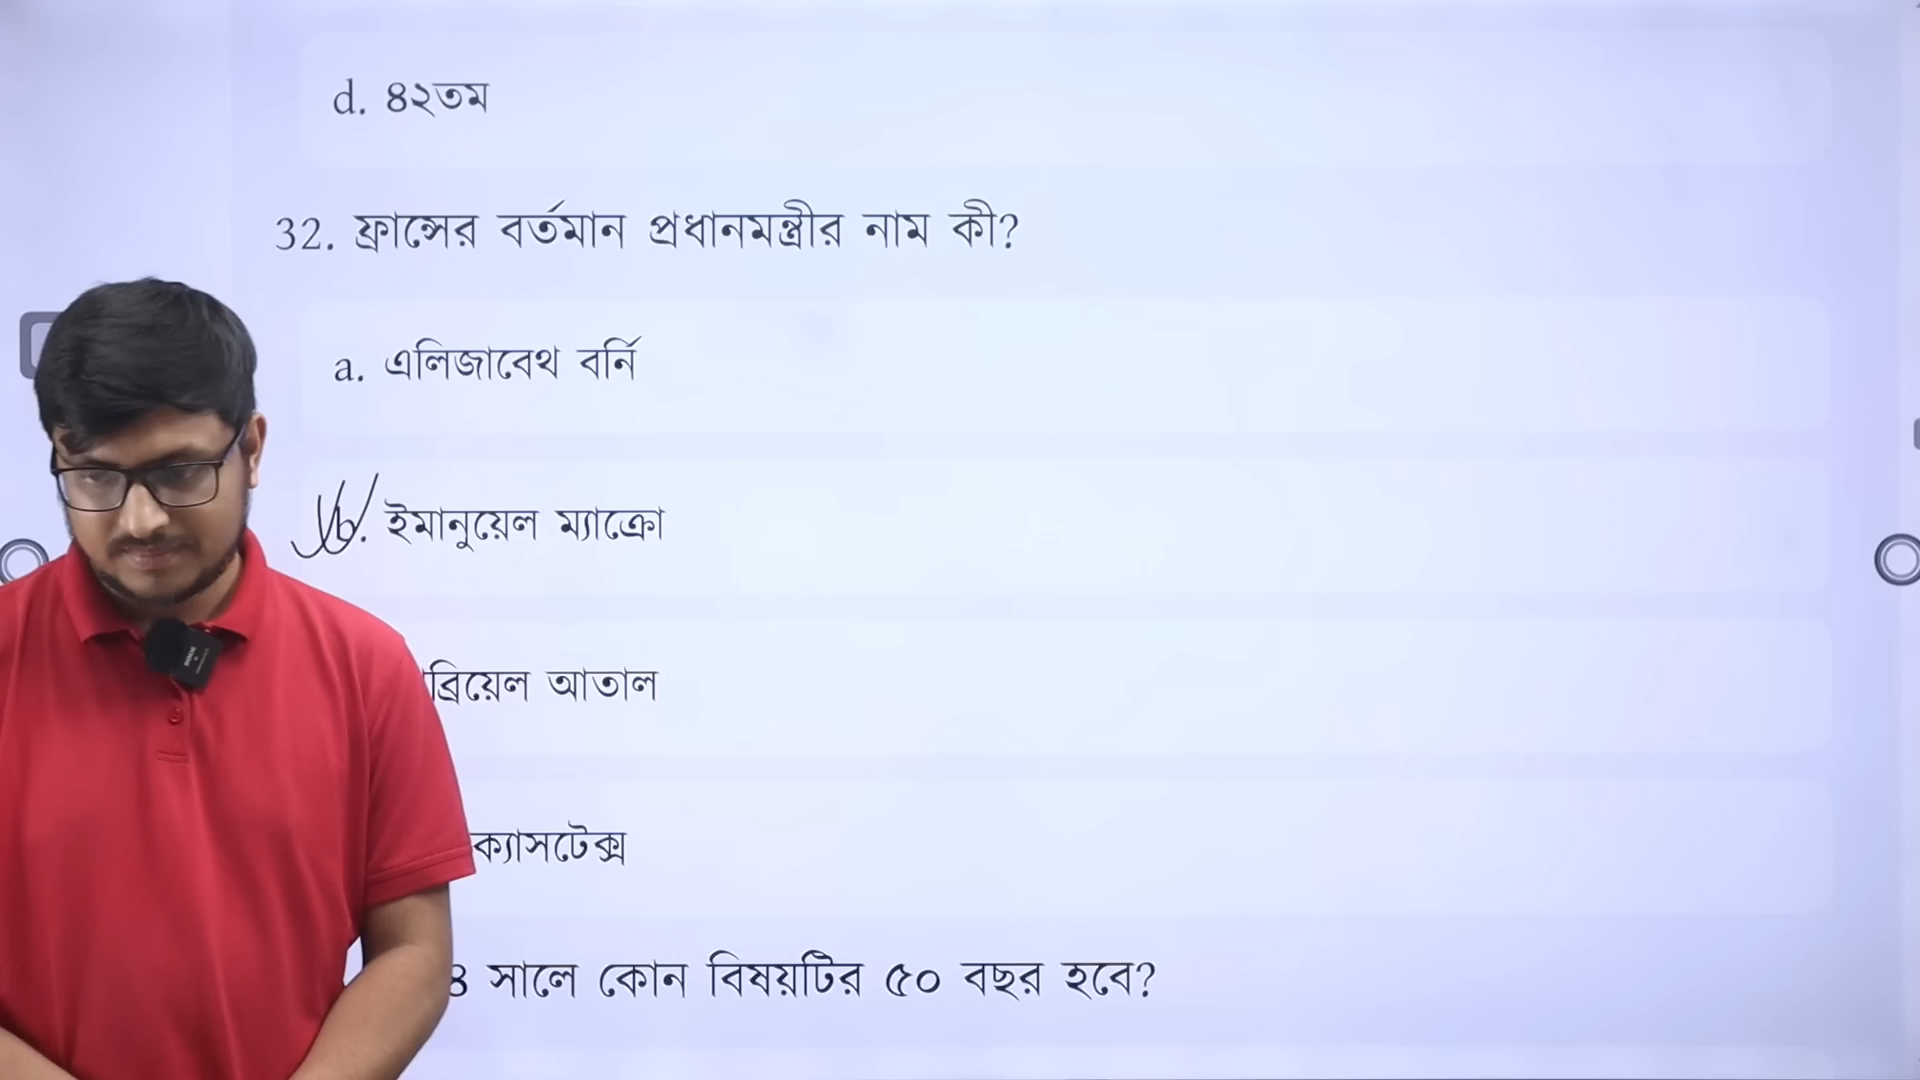 d. ৪২তম
32. ফ্রান্সের বর্তমান প্রধানমন্ত্রীর নাম কী?
a. এলিজাবেথ বর্নি
b. ইমানুয়েল ম্যাক্রো
ব্রিয়েল আতাল
ক্যাসটেক্স
৪ সালে কোন বিষয়টির ৫০ বছর হবে?